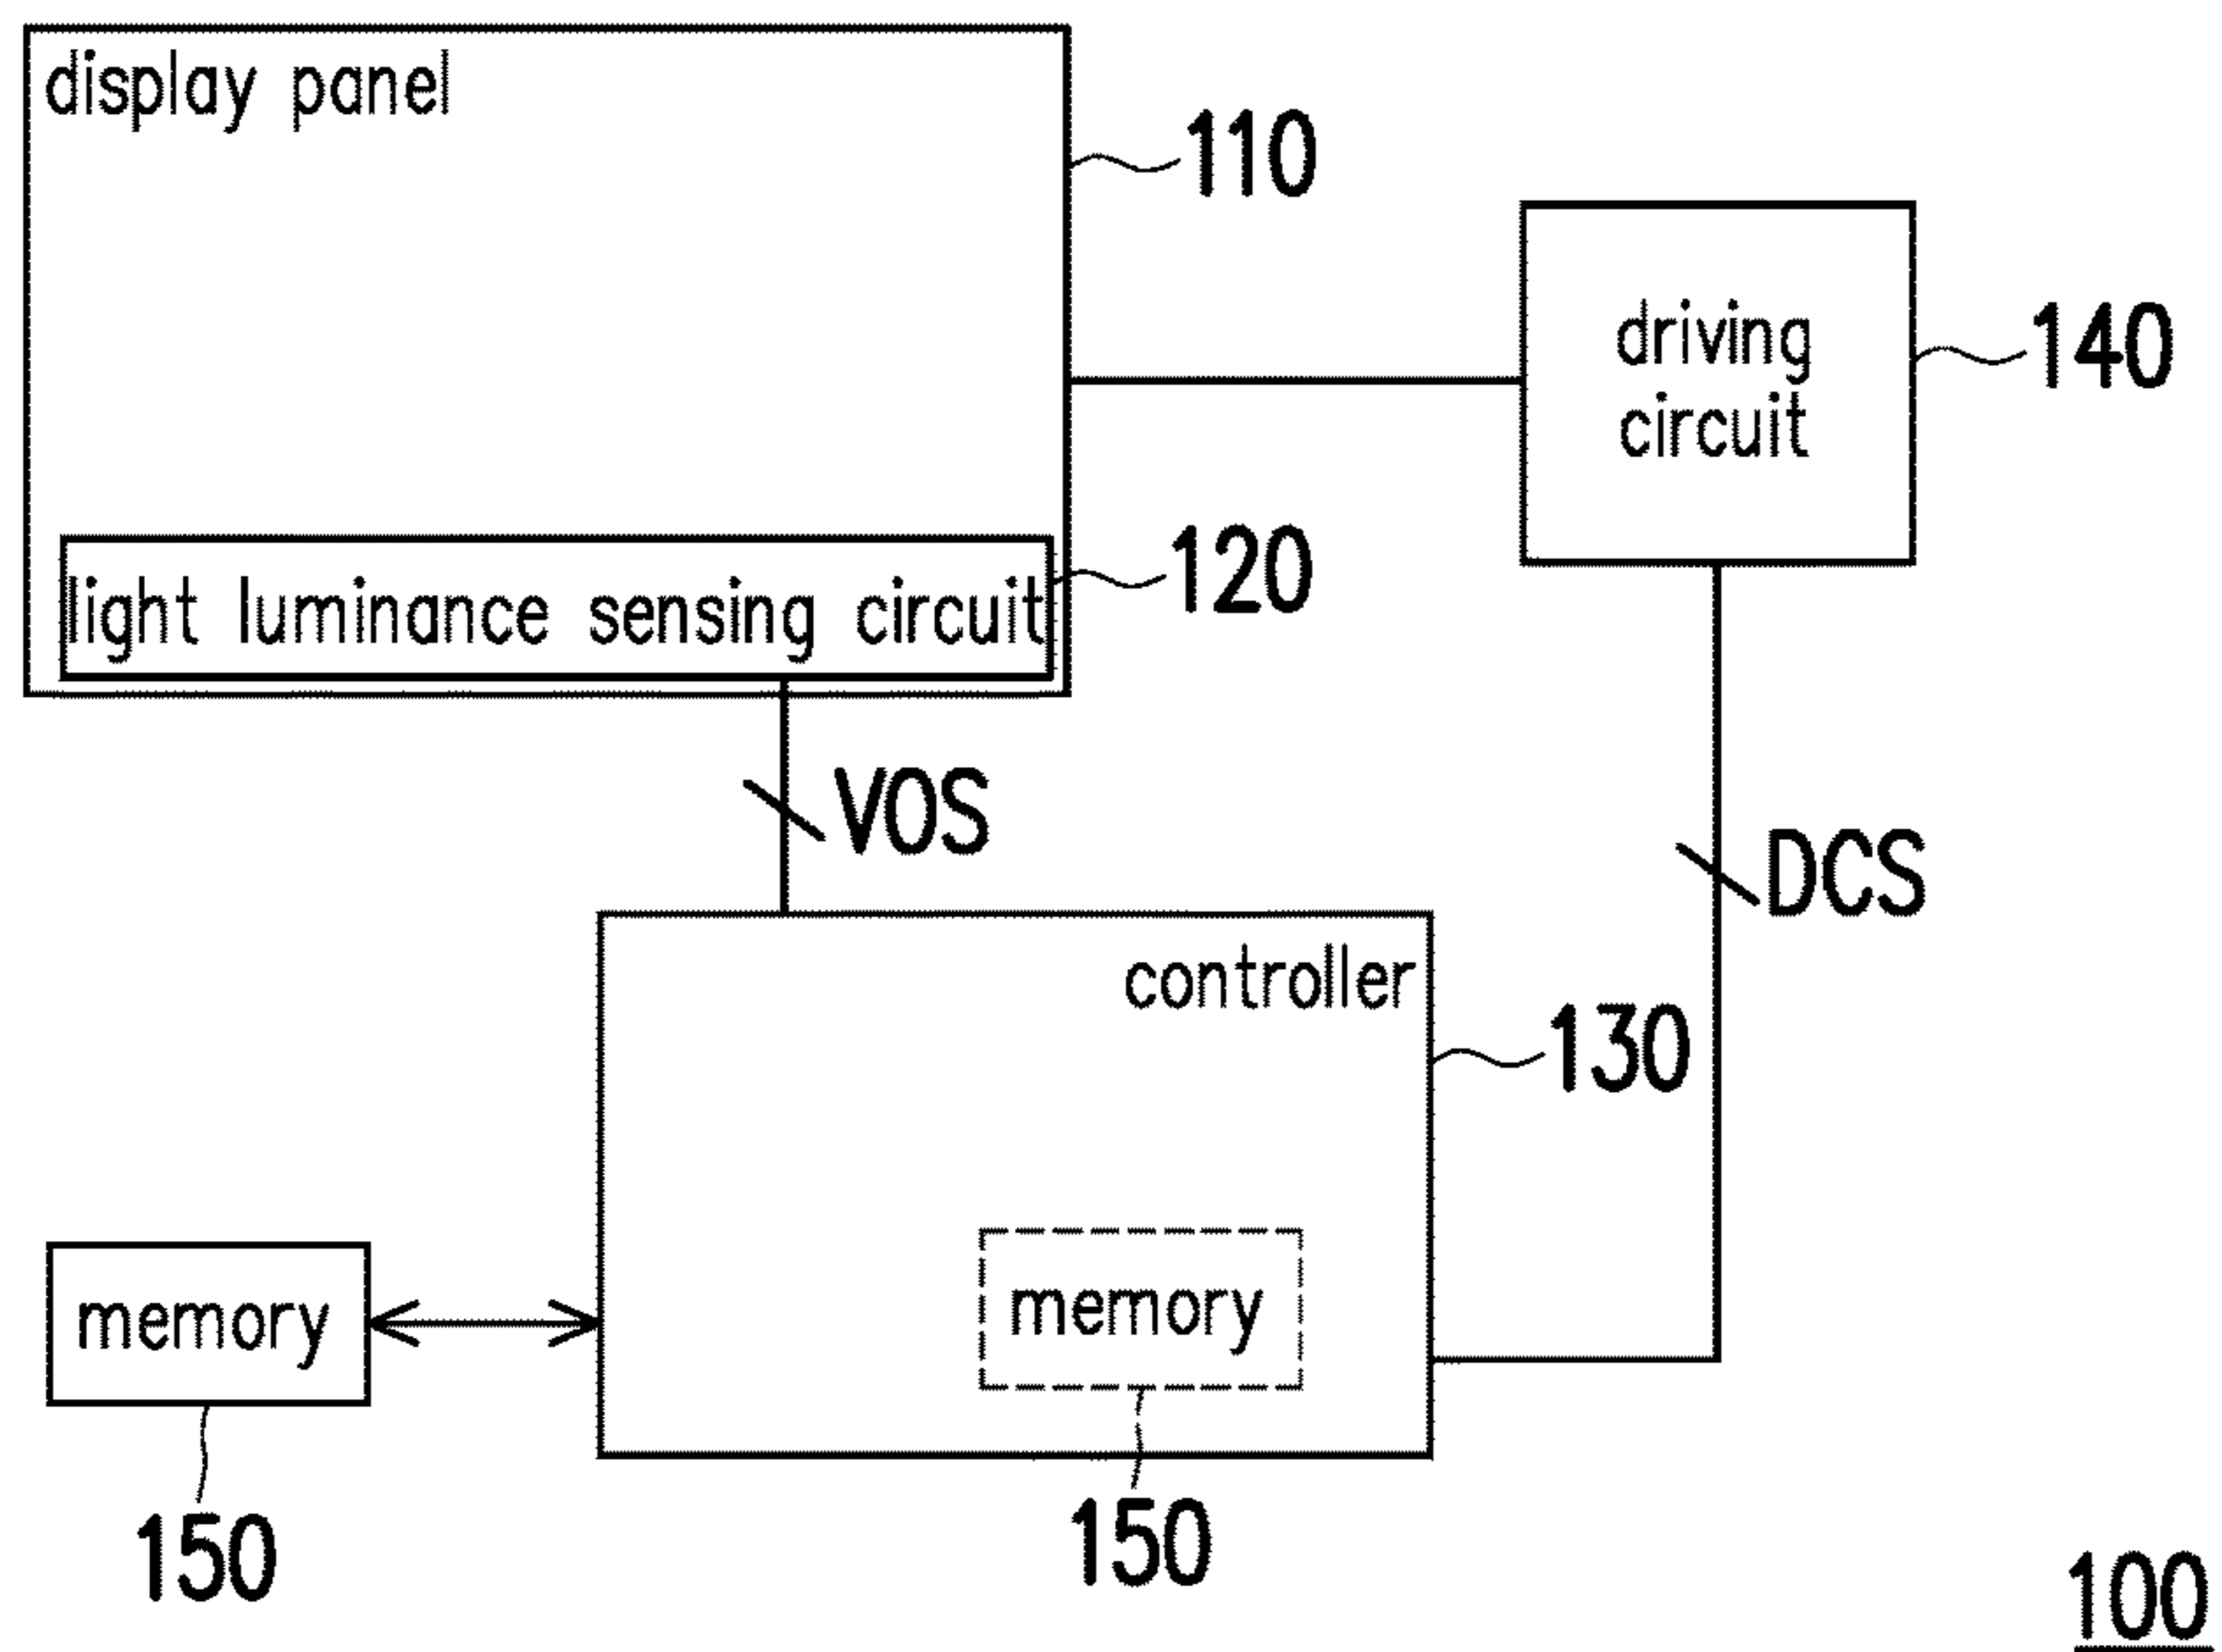 display panel
110
driving
circuit
140
light luminance sensing circuit
120
VOS
DCS
controller
130
memory
memory
150
150
100